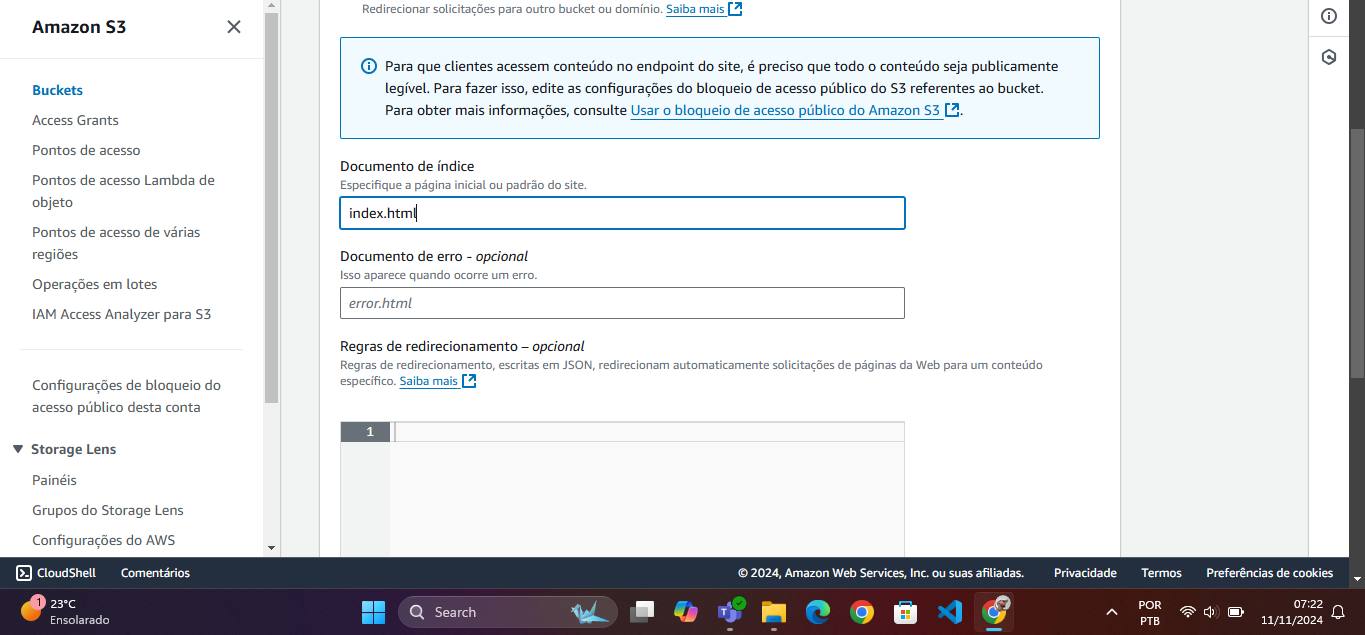 Amazon S3
Buckets
Access Grants
Pontos de acesso
Pontos de acesso Lambda de
objeto
Pontos de acesso de várias
regiões
Operações em lotes
IAM Access Analyzer para S3
Configurações de bloqueio do
acesso público desta conta
Storage Lens
Painéis
Grupos do Storage Lens
Configurações do AWS
Redirecionar solicitações para outro bucket ou domínio. Saiba mais
Para que clientes acessem conteúdo no endpoint do site, é preciso que todo o conteúdo seja publicamente
legível. Para fazer isso, edite as configurações do bloqueio de acesso público do S3 referentes ao bucket.
Para obter mais informações, consulte Usar o bloqueio de acesso público do Amazon S3.
Documento de índice
Especifique a página inicial ou padrão do site.
index.html
Documento de erro - opcional
Isso aparece quando ocorre um erro.
error.html
Regras de redirecionamento – opcional
Regras de redirecionamento, escritas em JSON, redirecionam automaticamente solicitações de páginas da Web para um conteúdo
específico. Saiba mais
1
CloudShell Comentários © 2024, Amazon Web Services, Inc. ou suas afiliadas. Privacidade Termos Preferências de cookies
1
23°C
Ensolarado
Search
POR
PTB
07:22
11/11/2024